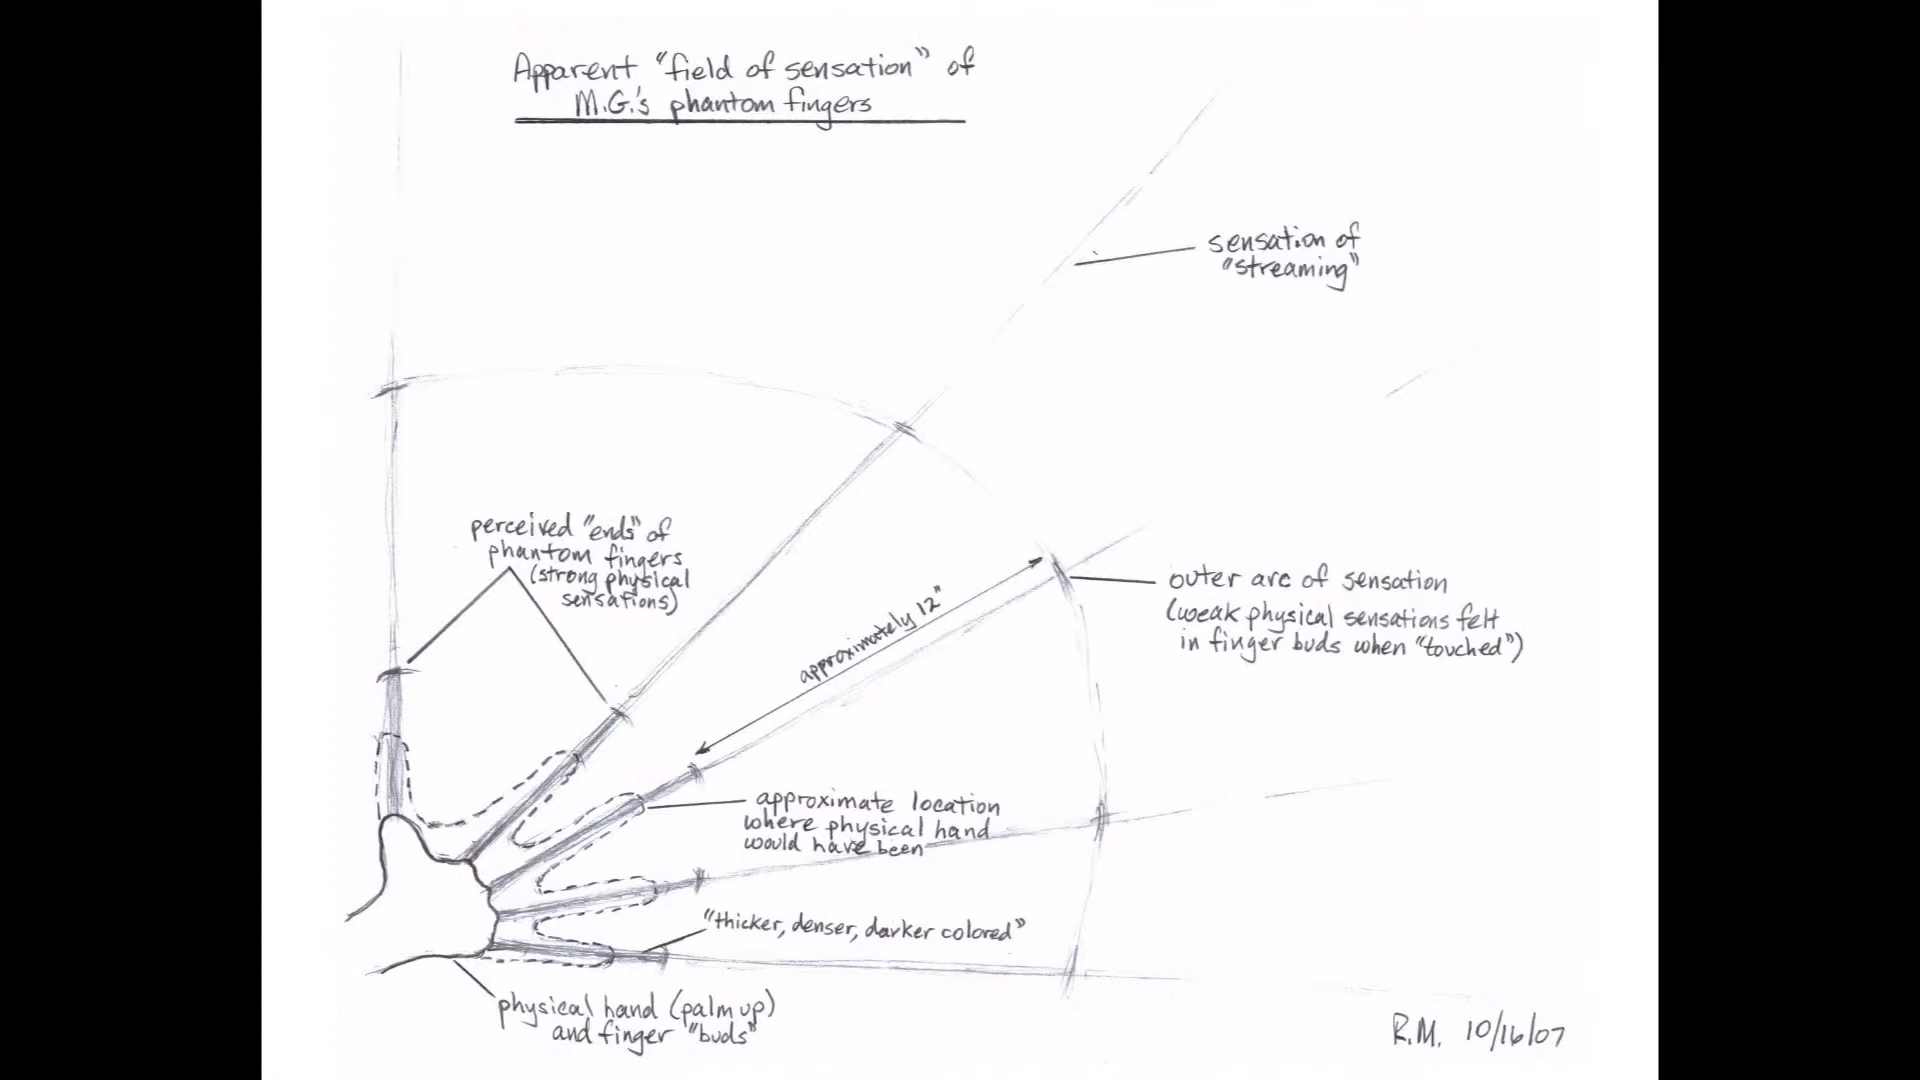 Apparent "field of sensation" of
M.G.'s phantom fingers
sensation of
"streaming"
perceived "ends" of
phantom fingers
(strong physical
sensations)
approximately 12"
outer arc of sensation
(weak physical sensations felt
in finger buds when "touched")
approximate location
where physical hand
would have been
"thicker, denser, darker colored"
physical hand (palm up)
and finger "buds"
R.M. 10/16/07